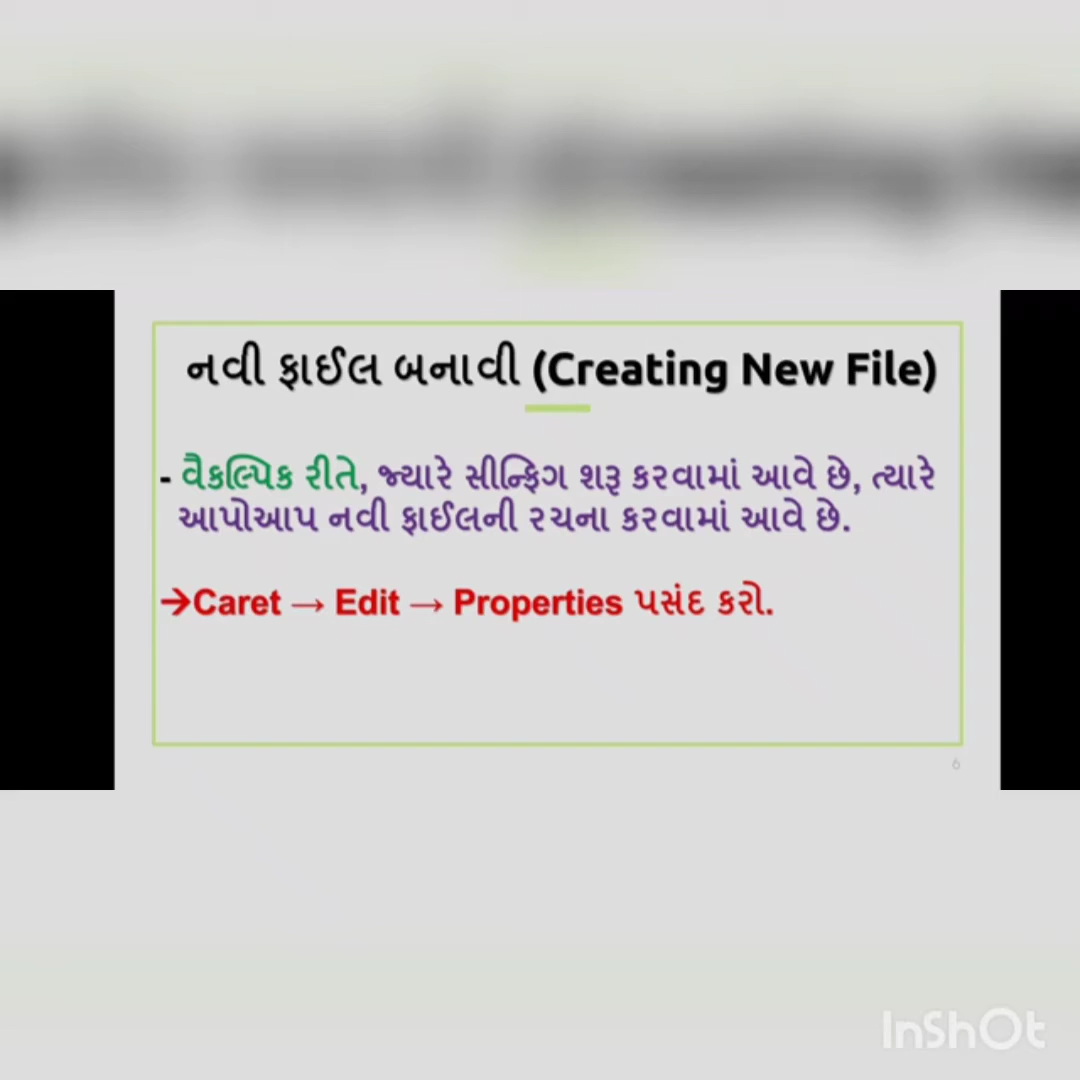 નવી ફાઈલ બનાવી (Creating New File)
- વૈકલ્પિક રીતે, જ્યારે સીન્ફિગ શરૂ કરવામાં આવે છે, ત્યારે
આપોઆપ નવી ફાઈલની રચના કરવામાં આવે છે.
→Caret → Edit → Properties પસંદ કરો.
6
InShOt